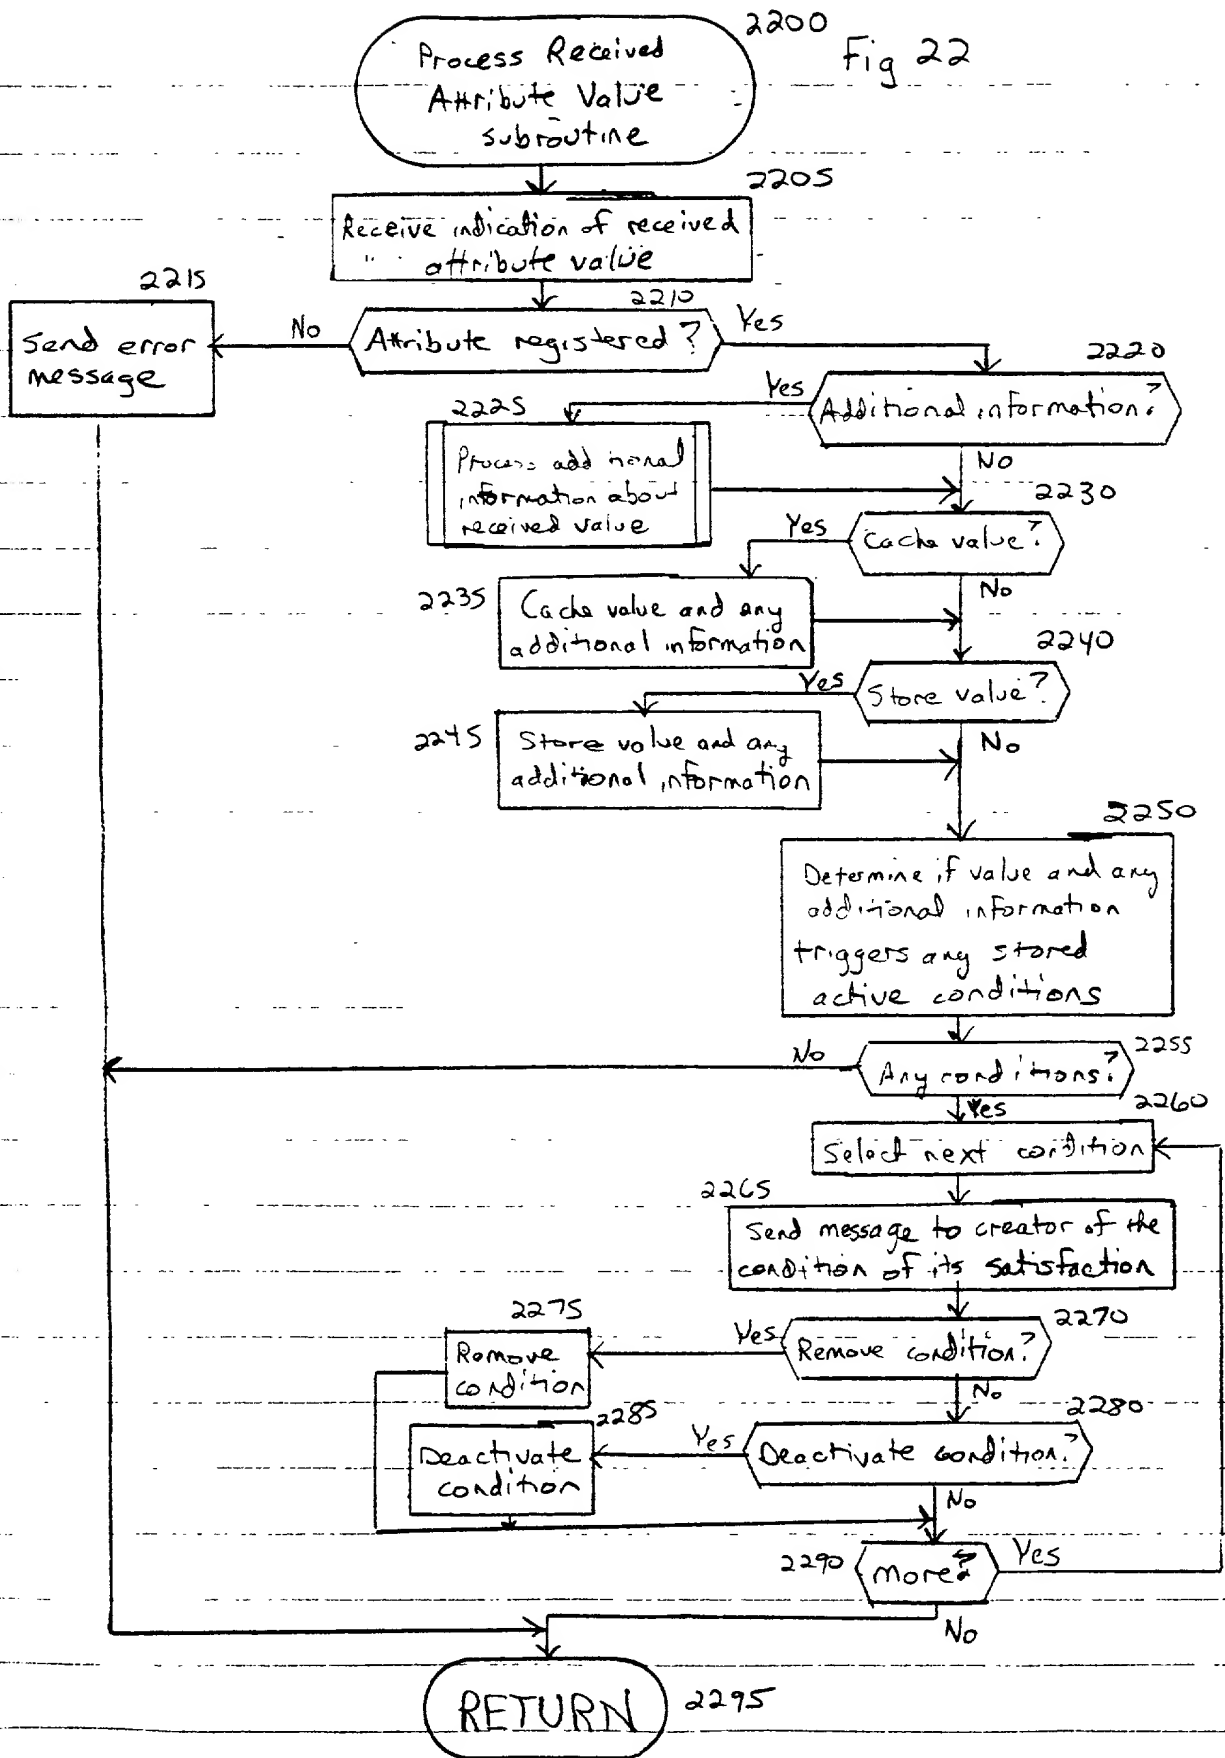 2200
Fig 22
Process Received
Attribute Value
subroutine
2205
Receive indication of received
attribute value
2215
Send error
message
No
2210
Attribute registered?
Yes
2220
Additional information?
Yes
2225
Process additional
information about
received value
No
2230
Cache value?
Yes
2235
Cache value and any
additional information
No
2240
Store value?
Yes
2245
Store value and any
additional information
No
2250
Determine if value and any
additional information
triggers any stored
active conditions
No
Any conditions?
2255
Yes
2260
Select next condition
2265
Send message to creator of the
condition of its satisfaction
2275
Remove
condition
Yes
Remove condition?
2270
No
2285
Deactivate
condition
Yes
Deactivate condition?
2280
No
2290
more?
Yes
No
RETURN
2295